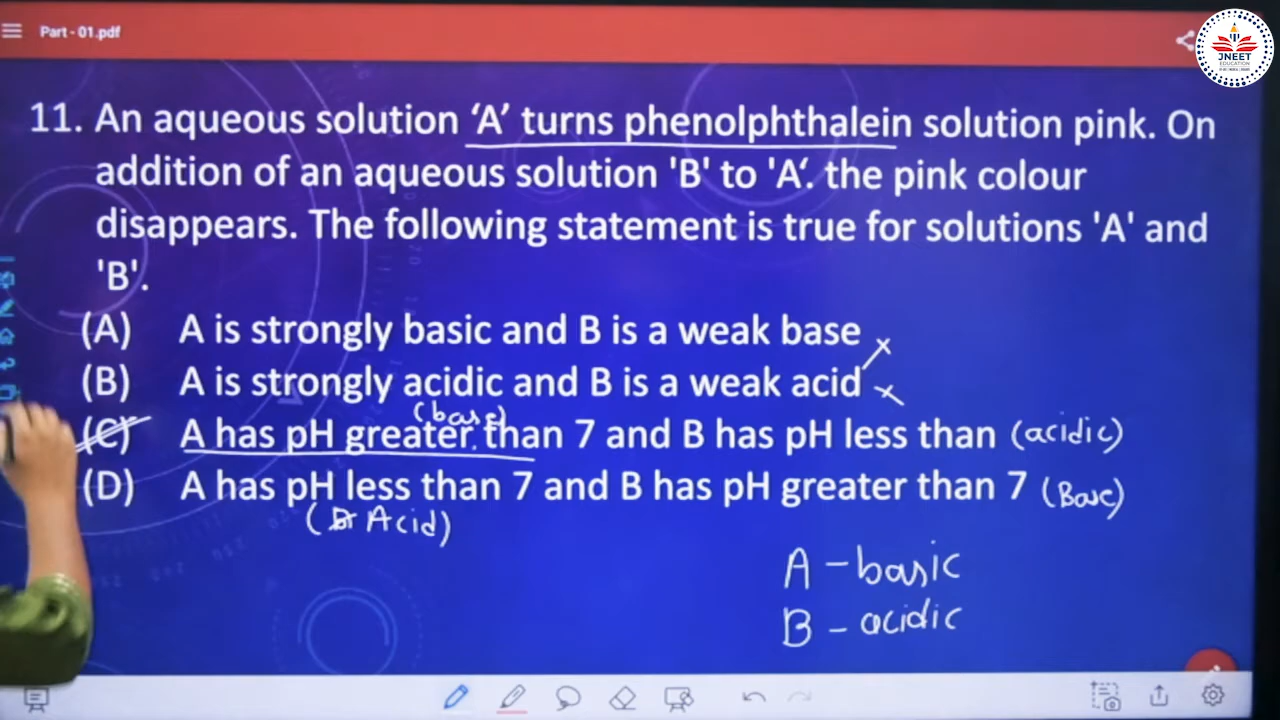 Part - 01.pdf
JNEET
EDUCATION
11. An aqueous solution ‘A’ turns phenolphthalein solution pink. On
addition of an aqueous solution 'B' to 'A‘. the pink colour
disappears. The following statement is true for solutions 'A' and
'B'.
(A) A is strongly basic and B is a weak base ×
(B) A is strongly acidic and B is a weak acid ×
(base)
(C) A has pH greater than 7 and B has pH less than (acidic)
(D) A has pH less than 7 and B has pH greater than 7 (Base)
(Acid)
A - basic
B - acidic